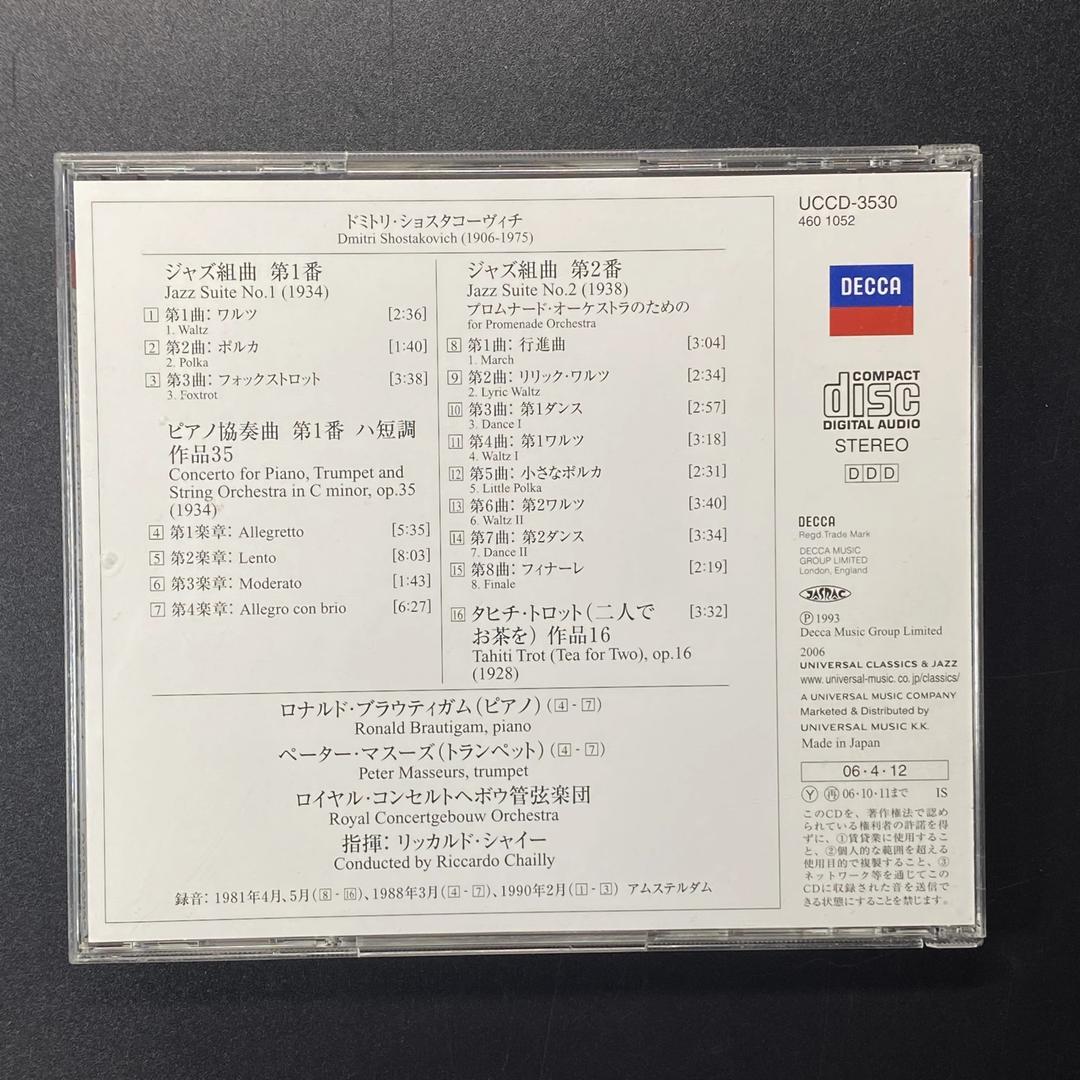 ドミトリ・ショスタコーヴィチ
Dmitri Shostakovich (1906-1975)
ジャズ組曲 第1番
Jazz Suite No.1 (1934)
1 第1曲: ワルツ [2:36]
1. Waltz
2 第2曲: ポルカ [1:40]
2. Polka
3 第3曲: フォックストロット [3:38]
3. Foxtrot
ピアノ協奏曲 第1番 ハ短調
作品35
Concerto for Piano, Trumpet and
String Orchestra in C minor, op.35
(1934)
4 第1楽章: Allegretto [5:35]
5 第2楽章: Lento [8:03]
6 第3楽章: Moderato [1:43]
7 第4楽章: Allegro con brio [6:27]
ジャズ組曲 第2番
Jazz Suite No.2 (1938)
プロムナード・オーケストラのための
for Promenade Orchestra
8 第1曲: 行進曲 [3:04]
1. March
9 第2曲: リリック・ワルツ [2:34]
2. Lyric Waltz
10 第3曲: 第1ダンス [2:57]
3. Dance I
11 第4曲: 第1ワルツ [3:18]
4. Waltz I
12 第5曲: 小さなポルカ [2:31]
5. Little Polka
13 第6曲: 第2ワルツ [3:40]
6. Waltz II
14 第7曲: 第2ダンス [3:34]
7. Dance II
15 第8曲: フィナーレ [2:19]
8. Finale
16 タヒチ・トロット(二人で [3:32]
お茶を) 作品16
Tahiti Trot (Tea for Two), op.16
(1928)
ロナルド・ブラウティガム(ピアノ) (4 - 7)
Ronald Brautigam, piano
ペーター・マスーズ(トランペット) (4 - 7)
Peter Masseurs, trumpet
ロイヤル・コンセルトヘボウ管弦楽団
Royal Concertgebouw Orchestra
指揮: リッカルド・シャイー
Conducted by Riccardo Chailly
録音: 1981年4月、5月(8 - 16)、1988年3月(4 - 7)、1990年2月(1 - 3) アムステルダム
UCCD-3530
460 1052
DECCA
COMPACT
disc
DIGITAL AUDIO
STEREO
DDD
DECCA
Regd. Trade Mark
DECCA MUSIC
GROUP LIMITED
London, England
JASRAC
Ⓟ1993
Decca Music Group Limited
2006
UNIVERSAL CLASSICS & JAZZ
www.universal-music.co.jp/classics/
A UNIVERSAL MUSIC COMPANY
Marketed & Distributed by
UNIVERSAL MUSIC K.K.
Made in Japan
06・4・12
Ⓨ 再 06・10・11まで IS
このCDを、著作権法で認め
られている権利者の許諾を得
ずに、①賃貸業に使用するこ
と、②個人的な範囲を超える
使用目的で複製すること、③
ネットワーク等を通じてこの
CDに収録された音を送信で
きる状態にすることを禁じます。